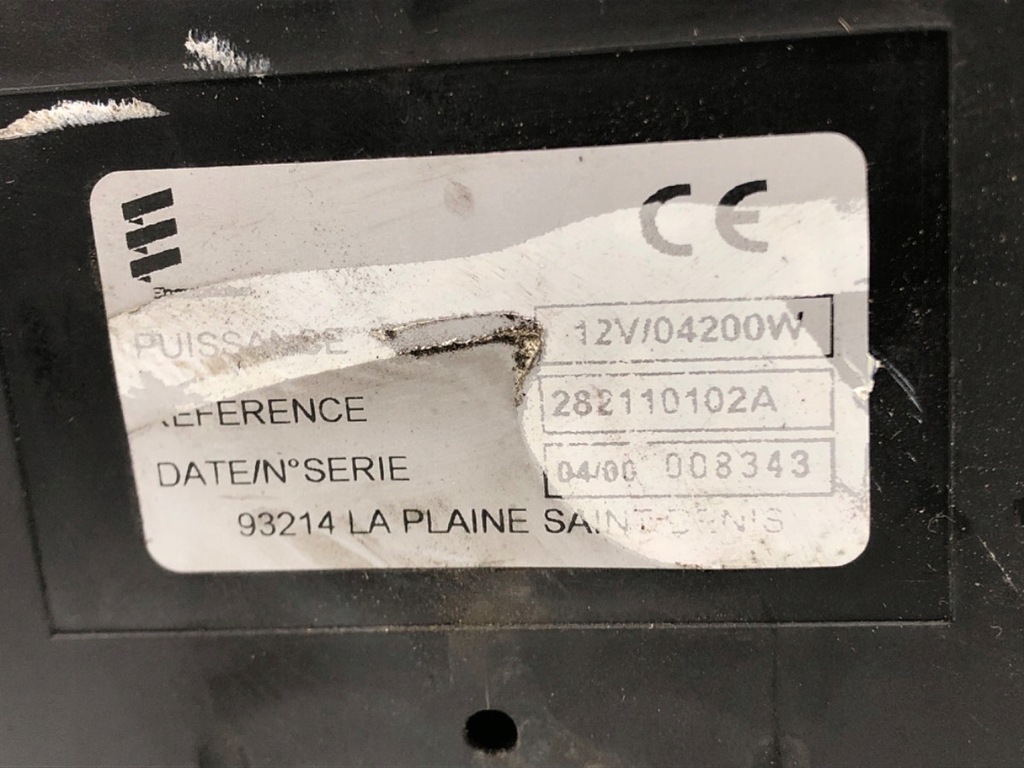 CE
PUISSANCE 12V/04200W
REFERENCE 282110102A
DATE/N°SERIE 04/00 008343
93214 LA PLAINE SAINT-DENIS